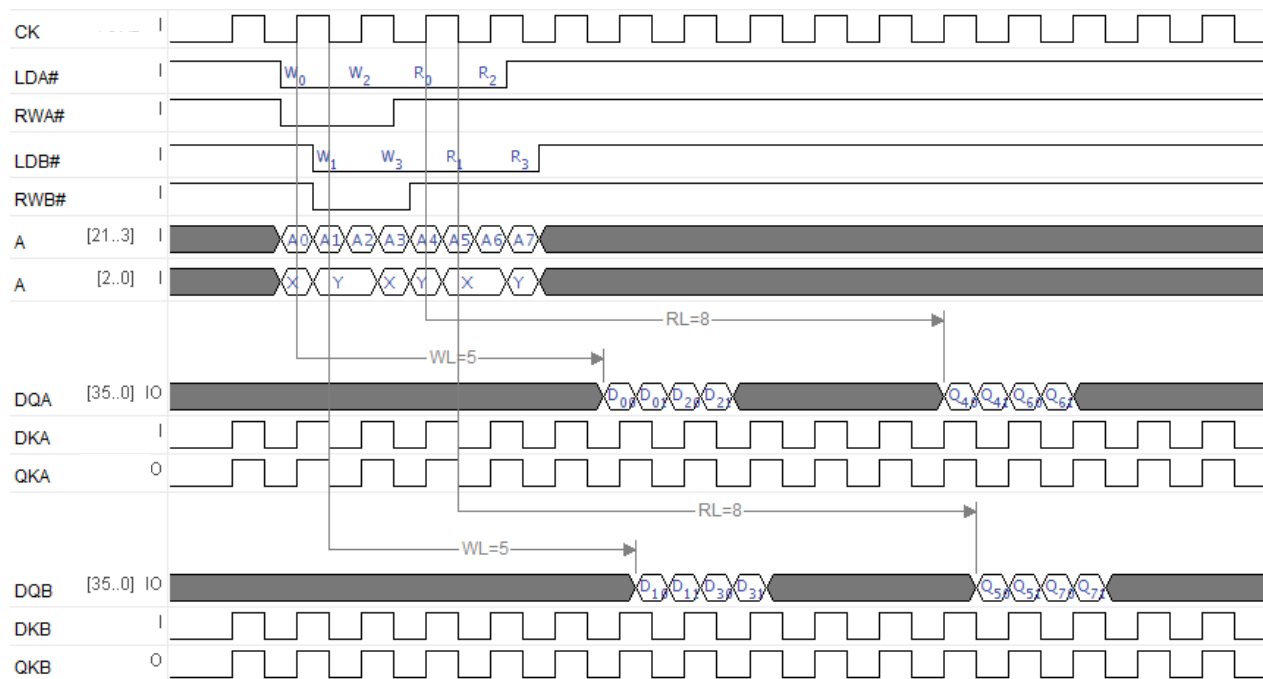 CK I
LDA# I W0 W2 R0 R2
RWA# I
LDB# I W1 W3 R1 R3
RWB# I
A [21..3] I A0 A1 A2 A3 A4 A5 A6 A7
A [2..0] I X Y X Y X Y
RL=8
WL=5
DQA [35..0] IO D00 D01 D20 D21 Q40 Q41 Q60 Q61
DKA I
QKA O
RL=8
WL=5
DQB [35..0] IO D10 D11 D30 D31 Q50 Q51 Q70 Q71
DKB I
QKB O